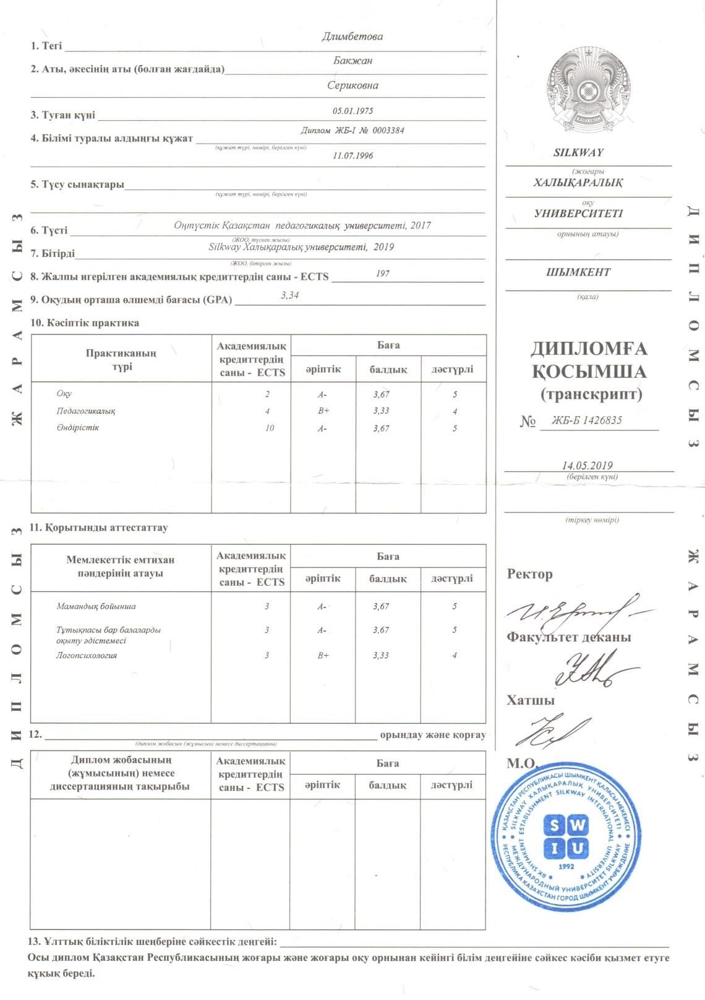 1. Тегі Длимбетова
2. Аты, әкесінің аты (болған жағдайда) Бакжан
Сериковна
3. Туған күні 05.01.1975
4. Білімі туралы алдыңғы құжат Диплом ЖБ-I № 0003384
(құжат түрі, нөмірі, берілген күні)
11.07.1996
5. Түсу сынақтары
(құжат түрі, нөмірі, берілген күні)
6. Түсті Оңтүстік Қазақстан педагогикалық университеті, 2017
(ЖОО, түскен жылы)
7. Бітірді Silkway Халықаралық университеті, 2019
(ЖОО, бітірген жылы)
8. Жалпы игерілген академиялық кредиттердің саны - ECTS 197
9. Оқудың орташа өлшемді бағасы (GPA) 3,34
10. Кәсіптік практика
Практиканың түрі
Академиялық кредиттердің саны - ECTS
Баға
әріптік балдық дәстүрлі
Оқу 2 A- 3,67 5
Педагогикалық 4 B+ 3,33 4
Өндірістік 10 A- 3,67 5
11. Қорытынды аттестаттау
Мемлекеттік емтихан
пәндерінің атауы
Академиялық
кредиттердің
саны - ECTS
Баға
әріптік балдық дәстүрлі
Мамандық бойынша 3 A- 3,67 5
Тұтықпасы бар балаларды 3 A- 3,67 5
оқыту әдістемесі
Логопсихология 3 B+ 3,33 4
12. орындау және қорғау
(диплом жобасын (жұмысын) немесе диссертацияны)
Диплом жобасының
(жұмысының) немесе
диссертацияның тақырыбы
Академиялық
кредиттердің
саны - ECTS
Баға
әріптік балдық дәстүрлі
13. Ұлттық біліктілік шеңберіне сәйкестік деңгейі:
Осы диплом Қазақстан Республикасының жоғары және жоғары оқу орнынан кейінгі білім деңгейіне сәйкес кәсіби қызмет етуге
құқық береді.
ҚАЗАҚСТАН
SILKWAY
(жоғары
ХАЛЫҚАРАЛЫҚ
оқу
УНИВЕРСИТЕТІ
орнының атауы)
ШЫМКЕНТ
(қала)
ДИПЛОМҒА
ҚОСЫМША
(транскрипт)
№ ЖБ-Б 1426835
14.05.2019
(берілген күні)
(тіркеу нөмірі)
Ректор
Факультет деканы
Хатшы
М.О.
ҚАЗАҚСТАН РЕСПУБЛИКАСЫ ШЫМКЕНТ ҚАЛАСЫ МЕКЕМЕСІ
РЕСПУБЛИКА КАЗАХСТАН ГОРОД ШЫМКЕНТ УЧРЕЖДЕНИЕ
SILKWAY ХАЛЫҚАРАЛЫҚ УНИВЕРСИТЕТІ
МЕЖДУНАРОДНЫЙ УНИВЕРСИТЕТ SILKWAY
RK SHYMKENT ESTABLISHMENT SILKWAY INTERNATIONAL UNIVERSITY
SW
IU
1992
ДИПЛОМСЫЗ ЖАРАМСЫЗ
ДИПЛОМСЫЗ ЖАРАМСЫЗ